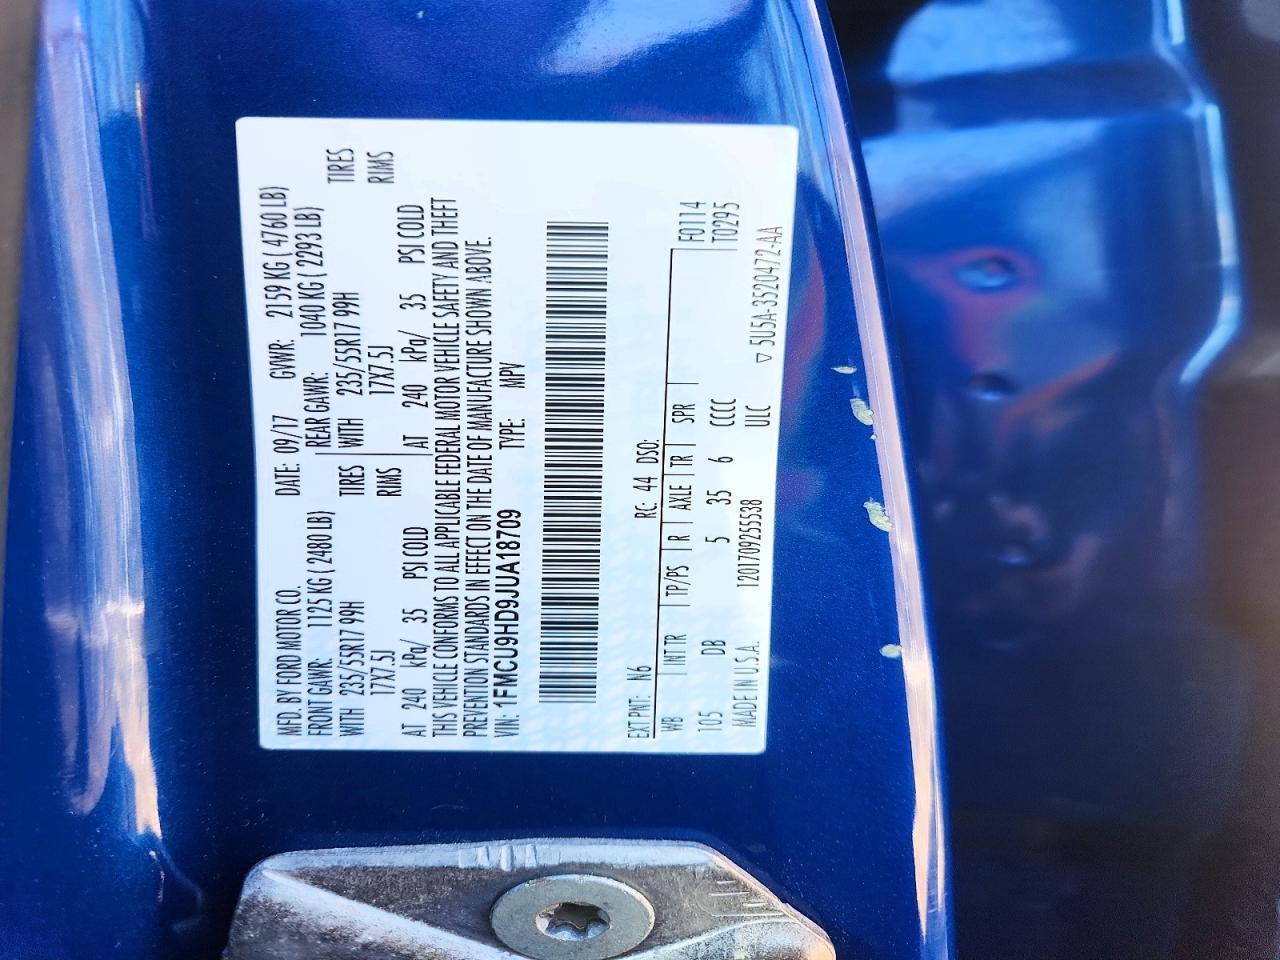 MFD. BY FORD MOTOR CO. DATE: 09/17 GVWR: 2159 KG ( 4760 LB)
FRONT GAWR: 1125 KG ( 2480 LB) REAR GAWR: 1040 KG ( 2293 LB)
WITH 235/55R17 99H TIRES WITH 235/55R17 99H TIRES
17X7.5J RIMS 17X7.5J RIMS
AT 240 kPa/ 35 PSI COLD AT 240 kPa/ 35 PSI COLD
THIS VEHICLE CONFORMS TO ALL APPLICABLE FEDERAL MOTOR VEHICLE SAFETY AND THEFT
PREVENTION STANDARDS IN EFFECT ON THE DATE OF MANUFACTURE SHOWN ABOVE.
VIN: 1FMCU9HD9JUA18709 TYPE: MPV
EXT PNT: N6 RC: 44 DSO: F0114
WB INT TR TP/PS R AXLE TR SPR T0295
105 DB 5 35 6 CCCC
ULC
MADE IN U.S.A. 1201709255538 ▽ 5U5A-3520472-AA